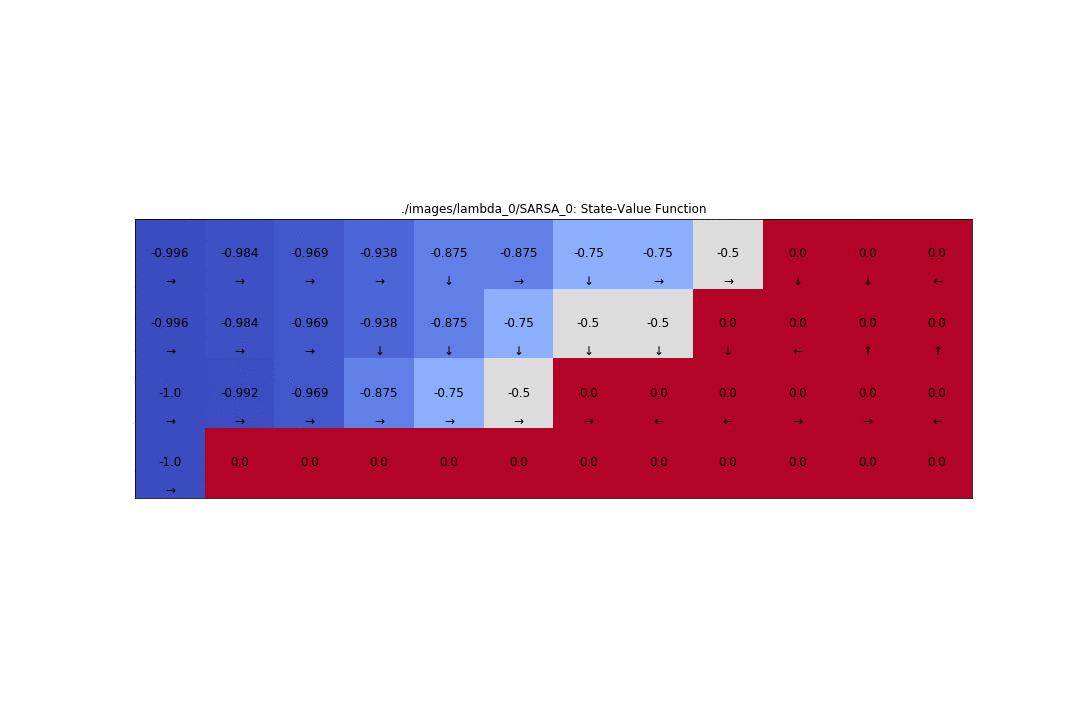 ./images/lambda_0/SARSA_0: State-Value Function
-0.996 -0.984 -0.969 -0.938 -0.875 -0.875 -0.75 -0.75 -0.5 0.0 0.0 0.0
→ → → → ↓ → ↓ → → ↓ ↓ ←
-0.996 -0.984 -0.969 -0.938 -0.875 -0.75 -0.5 -0.5 0.0 0.0 0.0 0.0
→ → → ↓ ↓ ↓ ↓ ↓ ↓ ← ↑ ↑
-1.0 -0.992 -0.969 -0.875 -0.75 -0.5 0.0 0.0 0.0 0.0 0.0 0.0
→ → → → → → → ← ← → → ←
-1.0 0.0 0.0 0.0 0.0 0.0 0.0 0.0 0.0 0.0 0.0 0.0
→